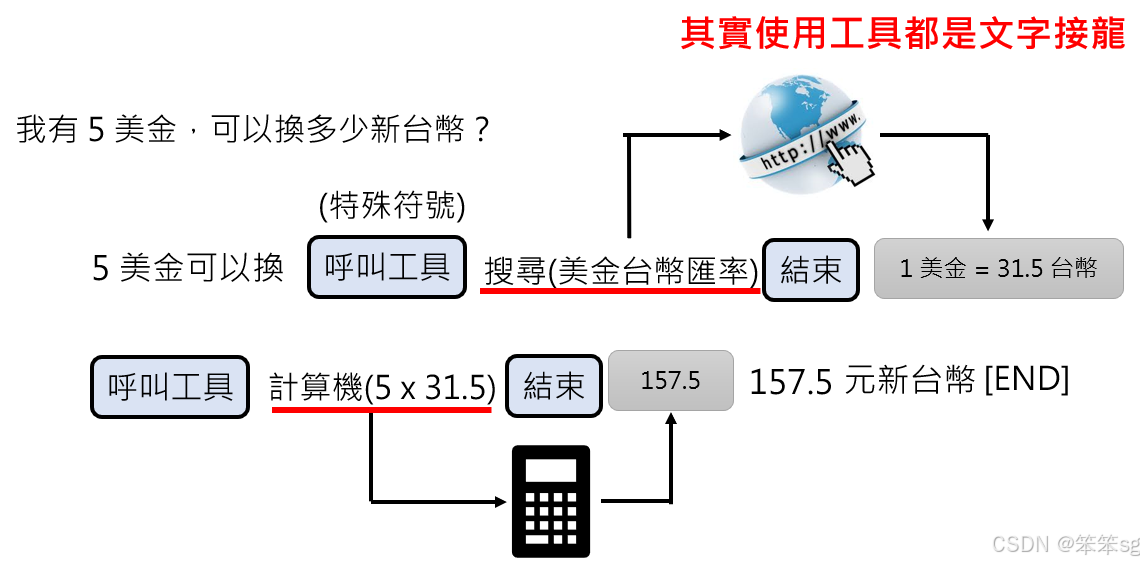 其實使用工具都是文字接龍
我有 5 美金，可以換多少新台幣？
http://www.
(特殊符號)
5 美金可以換 呼叫工具 搜尋(美金台幣匯率) 結束 1 美金 = 31.5 台幣
呼叫工具 計算機(5 x 31.5) 結束 157.5 157.5 元新台幣 [END]
CSDN @笨笨sg